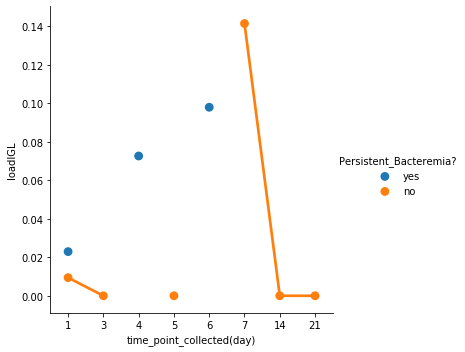 0.14
0.12
0.10
0.08
0.06
0.04
0.02
0.00
loadIGL
1 3 4 5 6 7 14 21
time_point_collected(day)
Persistent_Bacteremia?
yes
no